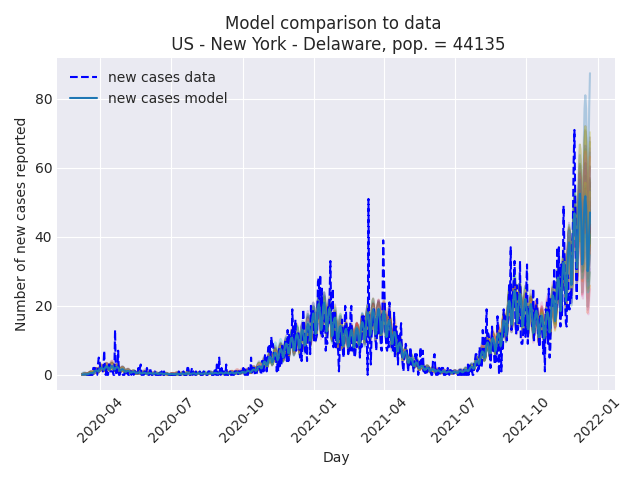 Model comparison to data
US - New York - Delaware, pop. = 44135
new cases data
new cases model
Number of new cases reported
80
60
40
20
0
2020-04
2020-07
2020-10
2021-01
2021-04
2021-07
2021-10
2022-01
Day